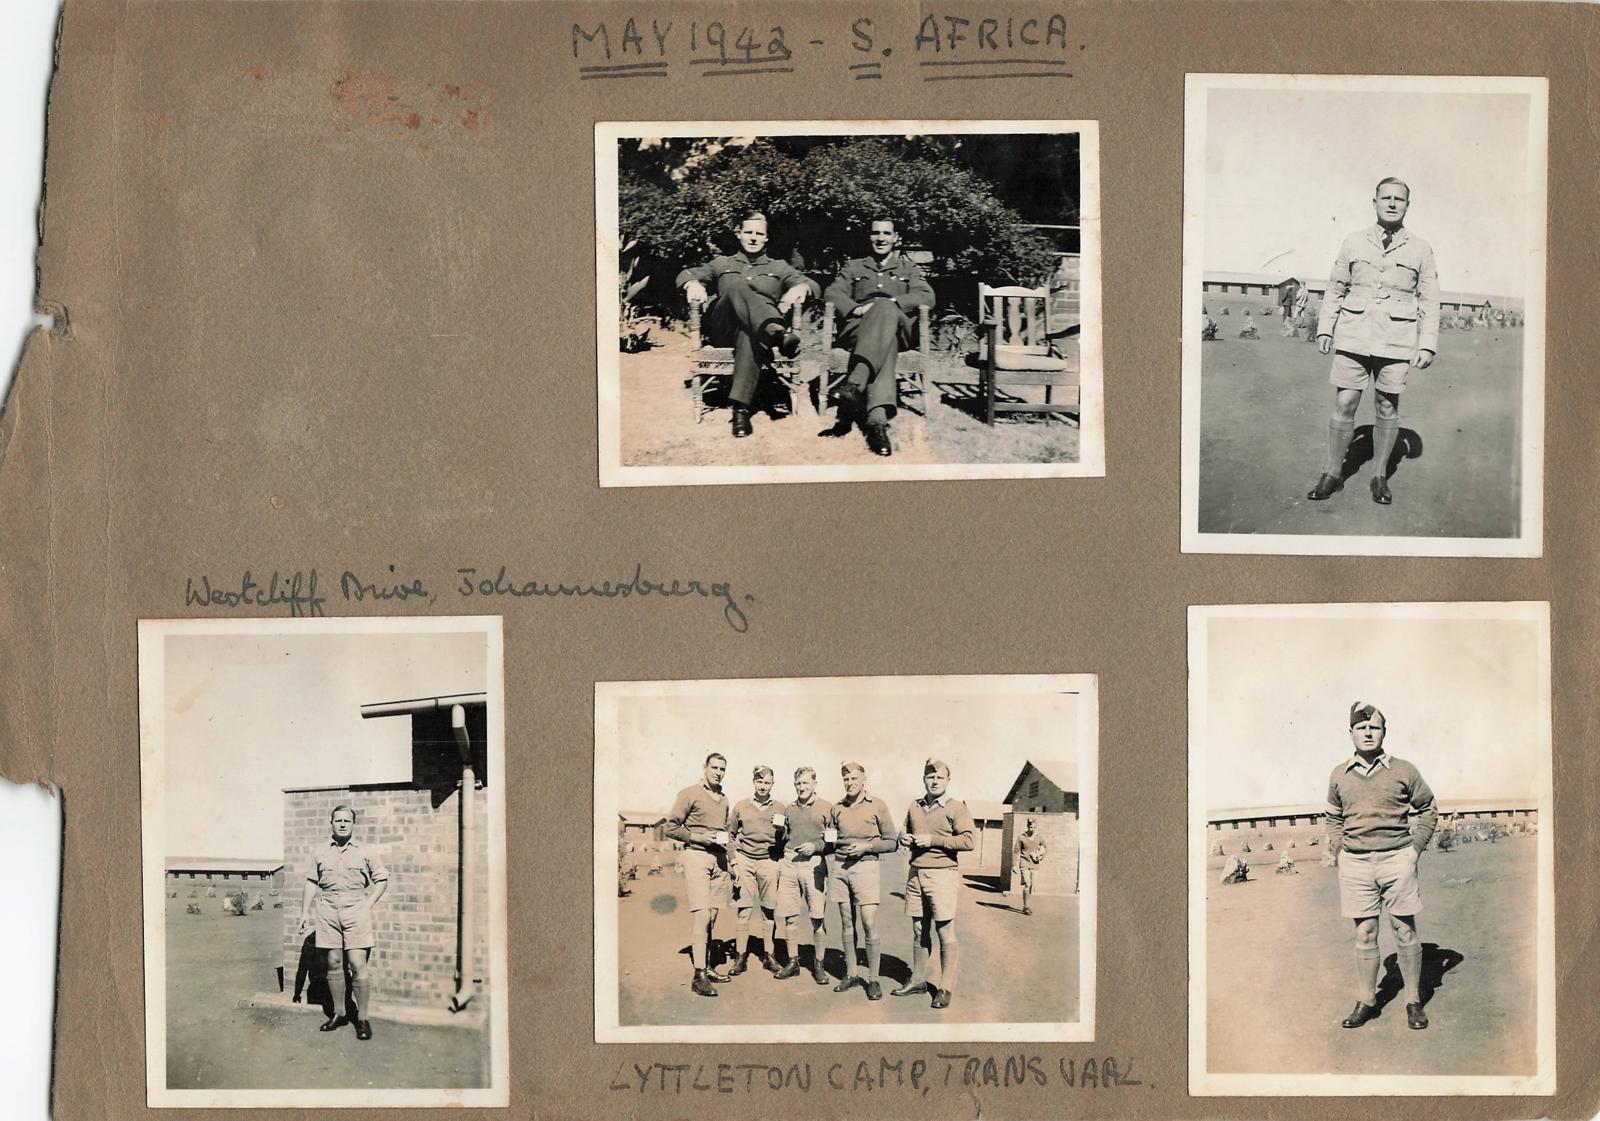 MAY 1942 - S. AFRICA.
Westcliff Drive, Johannesburg.
LYTTLETON CAMP, TRANSVAAL.